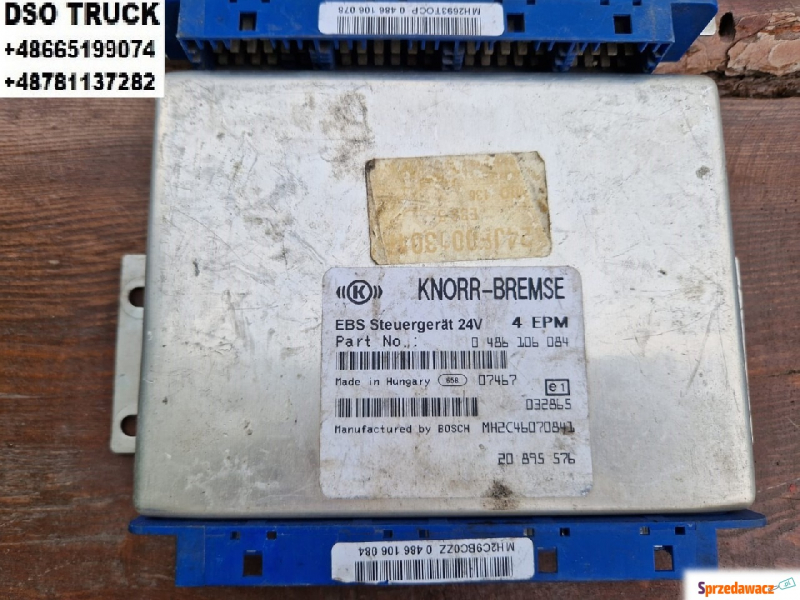 DSO TRUCK
+48665199074
+48781137282
MH2693TOCP 0 486 106 078
((K)) KNORR-BREMSE
EBS Steuergerät 24V 4 EPM
Part No.: 0 486 106 084
Made in Hungary 658 07467 e1
032865
Manufactured by BOSCH MH2C46070841
20 895 576
MH2C9BC0ZZ 0 486 106 084
Sprzedawacz.pl